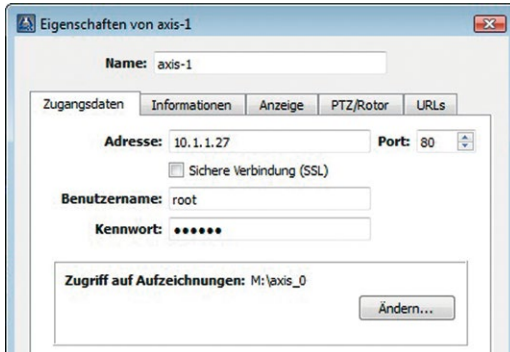 Eigenschaften von axis-1
Name: axis-1
Zugangsdaten Informationen Anzeige PTZ/Rotor URLs
Adresse: 10.1.1.27 Port: 80
Sichere Verbindung (SSL)
Benutzername: root
Kennwort: ●●●●●●
Zugriff auf Aufzeichnungen: M:\axis_0
Ändern...